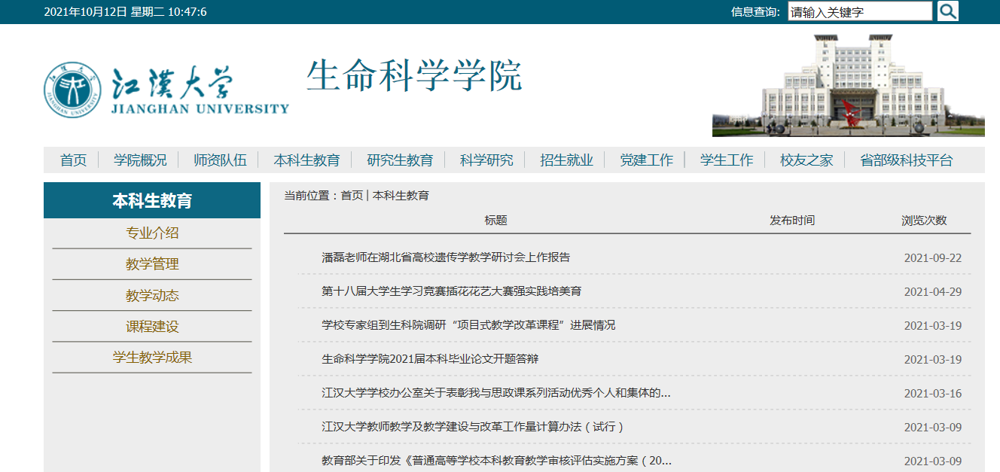 2021年10月12日 星期二 10:47:6 信息查询: 请输入关键字
江漢大学 生命科学学院
JIANGHAN UNIVERSITY
首页 学院概况 师资队伍 本科生教育 研究生教育 科学研究 招生就业 党建工作 学生工作 校友之家 省部级科技平台
本科生教育
专业介绍
教学管理
教学动态
课程建设
学生教学成果
当前位置：首页 | 本科生教育
标题 发布时间 浏览次数
潘磊老师在湖北省高校遗传学教学研讨会上作报告 2021-09-22
第十八届大学生学习竞赛插花花艺大赛强实践培美育 2021-04-29
学校专家组到生科院调研“项目式教学改革课程”进展情况 2021-03-19
生命科学学院2021届本科毕业论文开题答辩 2021-03-19
江汉大学学校办公室关于表彰我与思政课系列活动优秀个人和集体的... 2021-03-16
江汉大学教师教学及教学建设与改革工作量计算办法（试行） 2021-03-09
教育部关于印发《普通高等学校本科教育教学审核评估实施方案（20... 2021-03-09